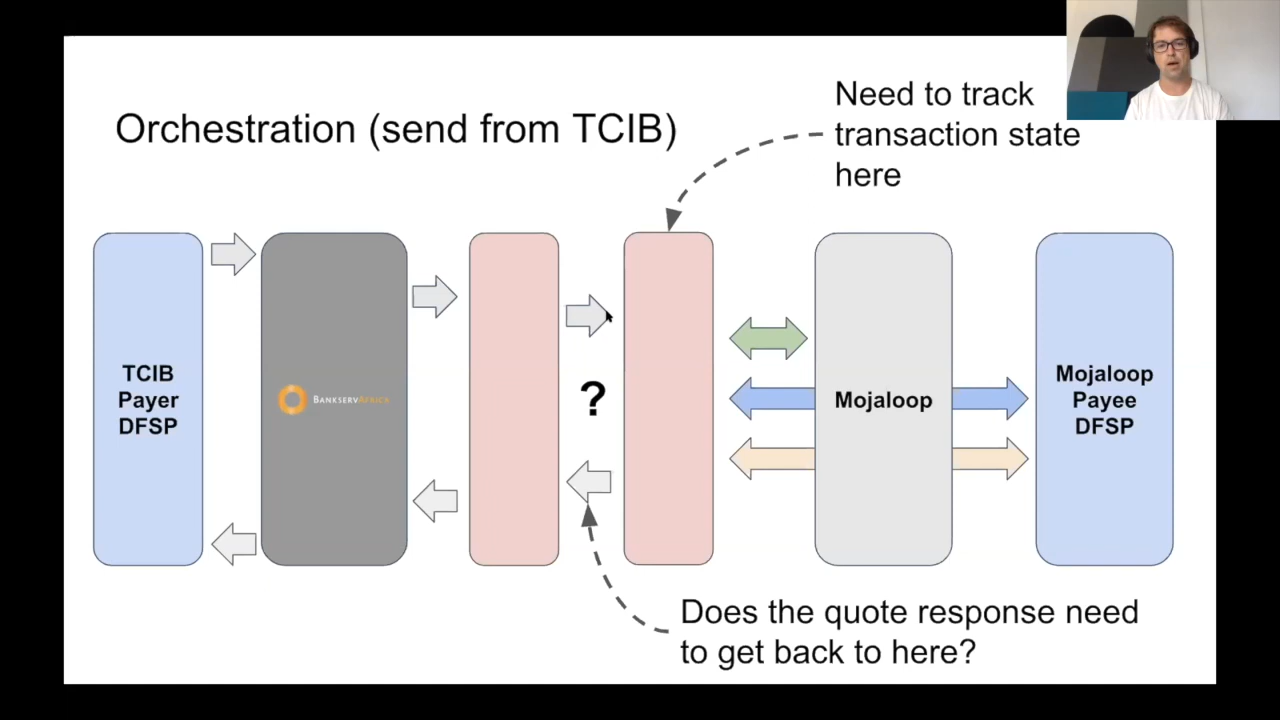 Need to track
transaction state
here
Orchestration (send from TCIB)
TCIB
Payer
DFSP
BANKSERVAFRICA
?
Mojaloop
Mojaloop
Payee
DFSP
Does the quote response need
to get back to here?